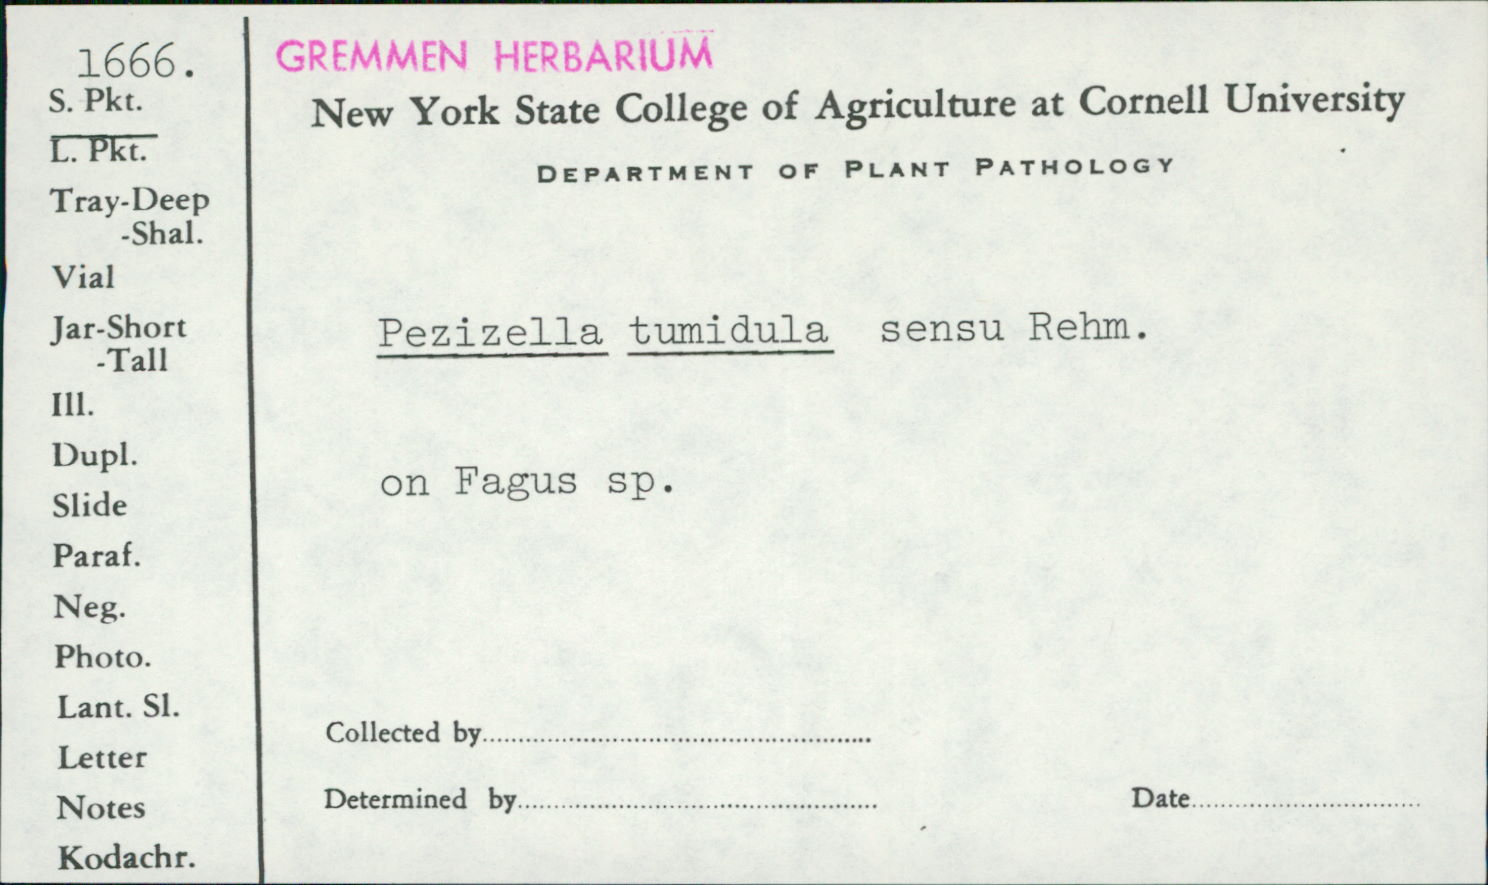 1666.
S. Pkt.
L. Pkt.
Tray-Deep
-Shal.
Vial
Jar-Short
-Tall
Ill.
Dupl.
Slide
Paraf.
Neg.
Photo.
Lant. Sl.
Letter
Notes
Kodachr.
GREMMEN HERBARIUM
New York State College of Agriculture at Cornell University
DEPARTMENT OF PLANT PATHOLOGY
Pezizella tumidula sensu Rehm.
on Fagus sp.
Collected by
Determined by
Date